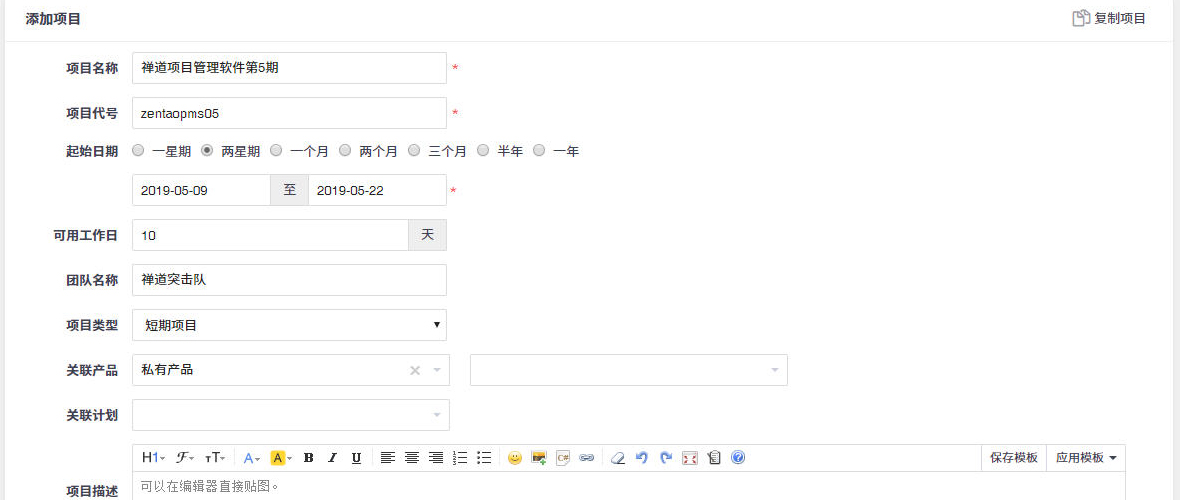 添加项目 复制项目
项目名称 禅道项目管理软件第5期 *
项目代号 zentaopms05 *
起始日期 一星期 两星期 一个月 两个月 三个月 半年 一年
2019-05-09 至 2019-05-22 *
可用工作日 10 天
团队名称 禅道突击队
项目类型 短期项目
关联产品 私有产品
关联计划
H1 F TT A A B I U C# 保存模板 应用模板
项目描述 可以在编辑器直接贴图。